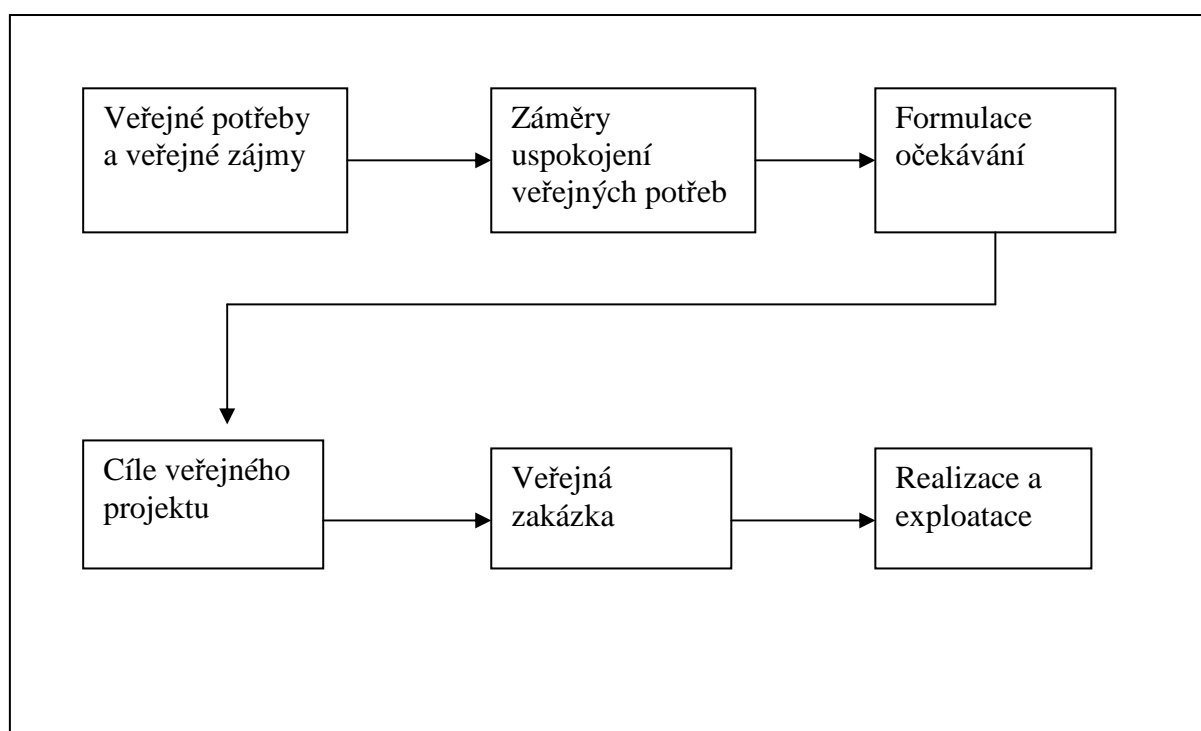 Veřejné potřeby
a veřejné zájmy
Záměry
uspokojení
veřejných potřeb
Formulace
očekávání
Cíle veřejného
projektu
Veřejná
zakázka
Realizace a
exploatace